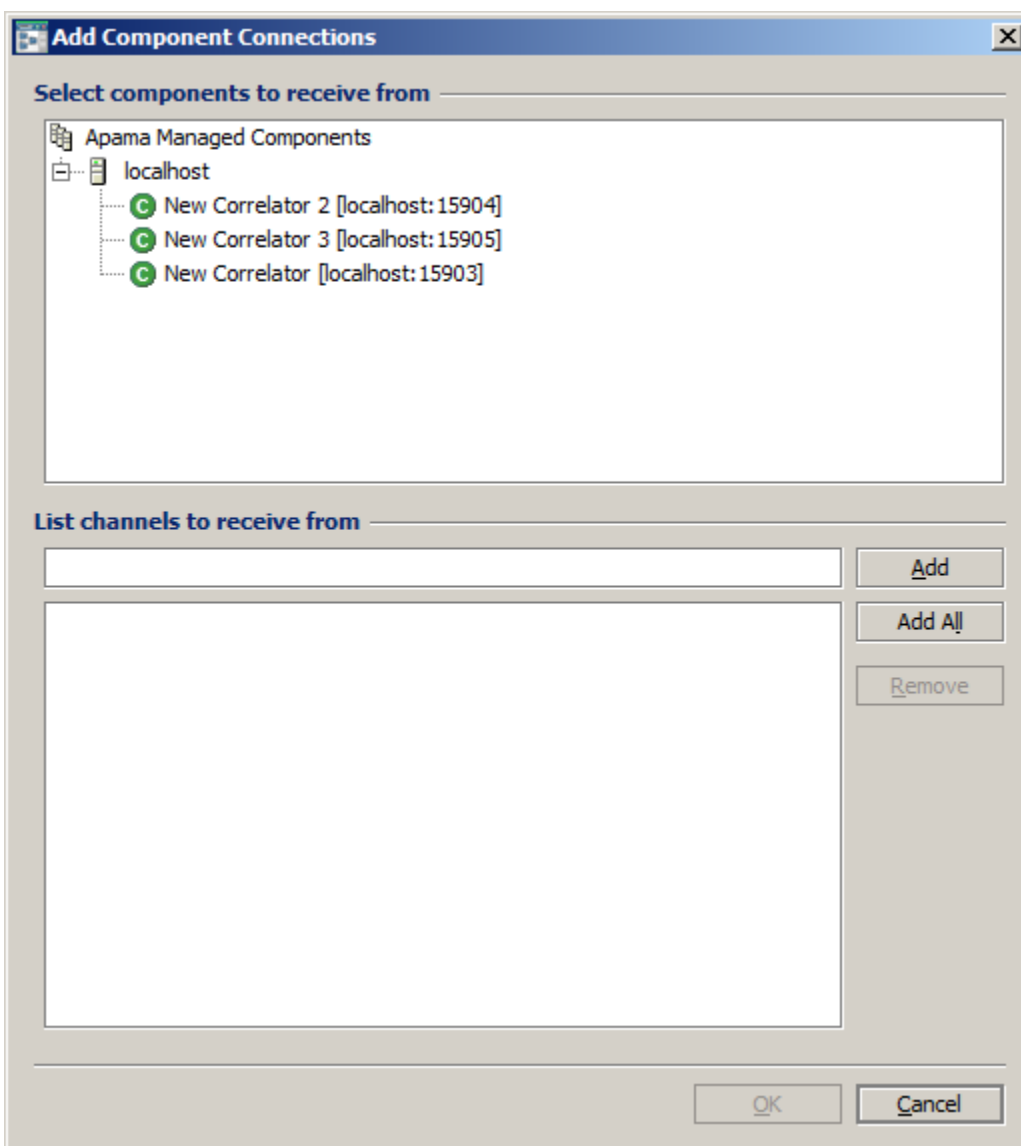 Add Component Connections
Select components to receive from
Apama Managed Components
localhost
C New Correlator 2 [localhost:15904]
C New Correlator 3 [localhost:15905]
C New Correlator [localhost:15903]
List channels to receive from
Add
Add All
Remove
OK
Cancel